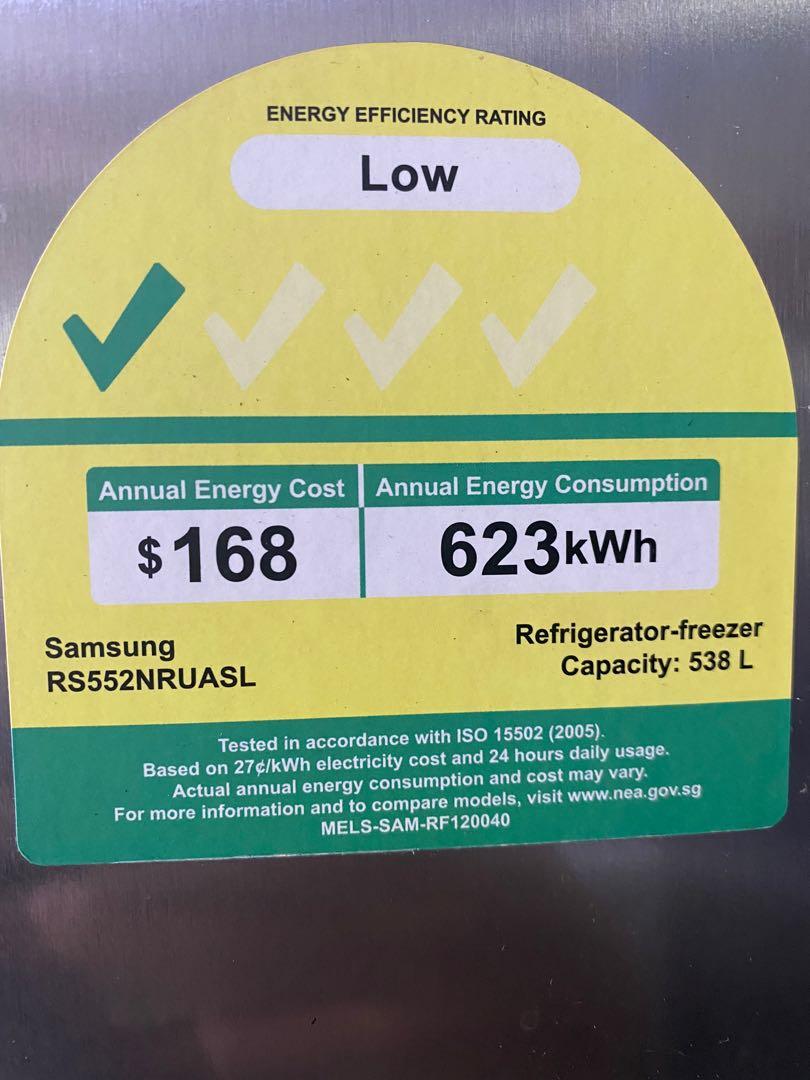 ENERGY EFFICIENCY RATING
Low
Annual Energy Cost
$168
Annual Energy Consumption
623kWh
Samsung
RS552NRUASL
Refrigerator-freezer
Capacity: 538 L
Tested in accordance with ISO 15502 (2005).
Based on 27¢/kWh electricity cost and 24 hours daily usage.
Actual annual energy consumption and cost may vary.
For more information and to compare models, visit www.nea.gov.sg
MELS-SAM-RF120040